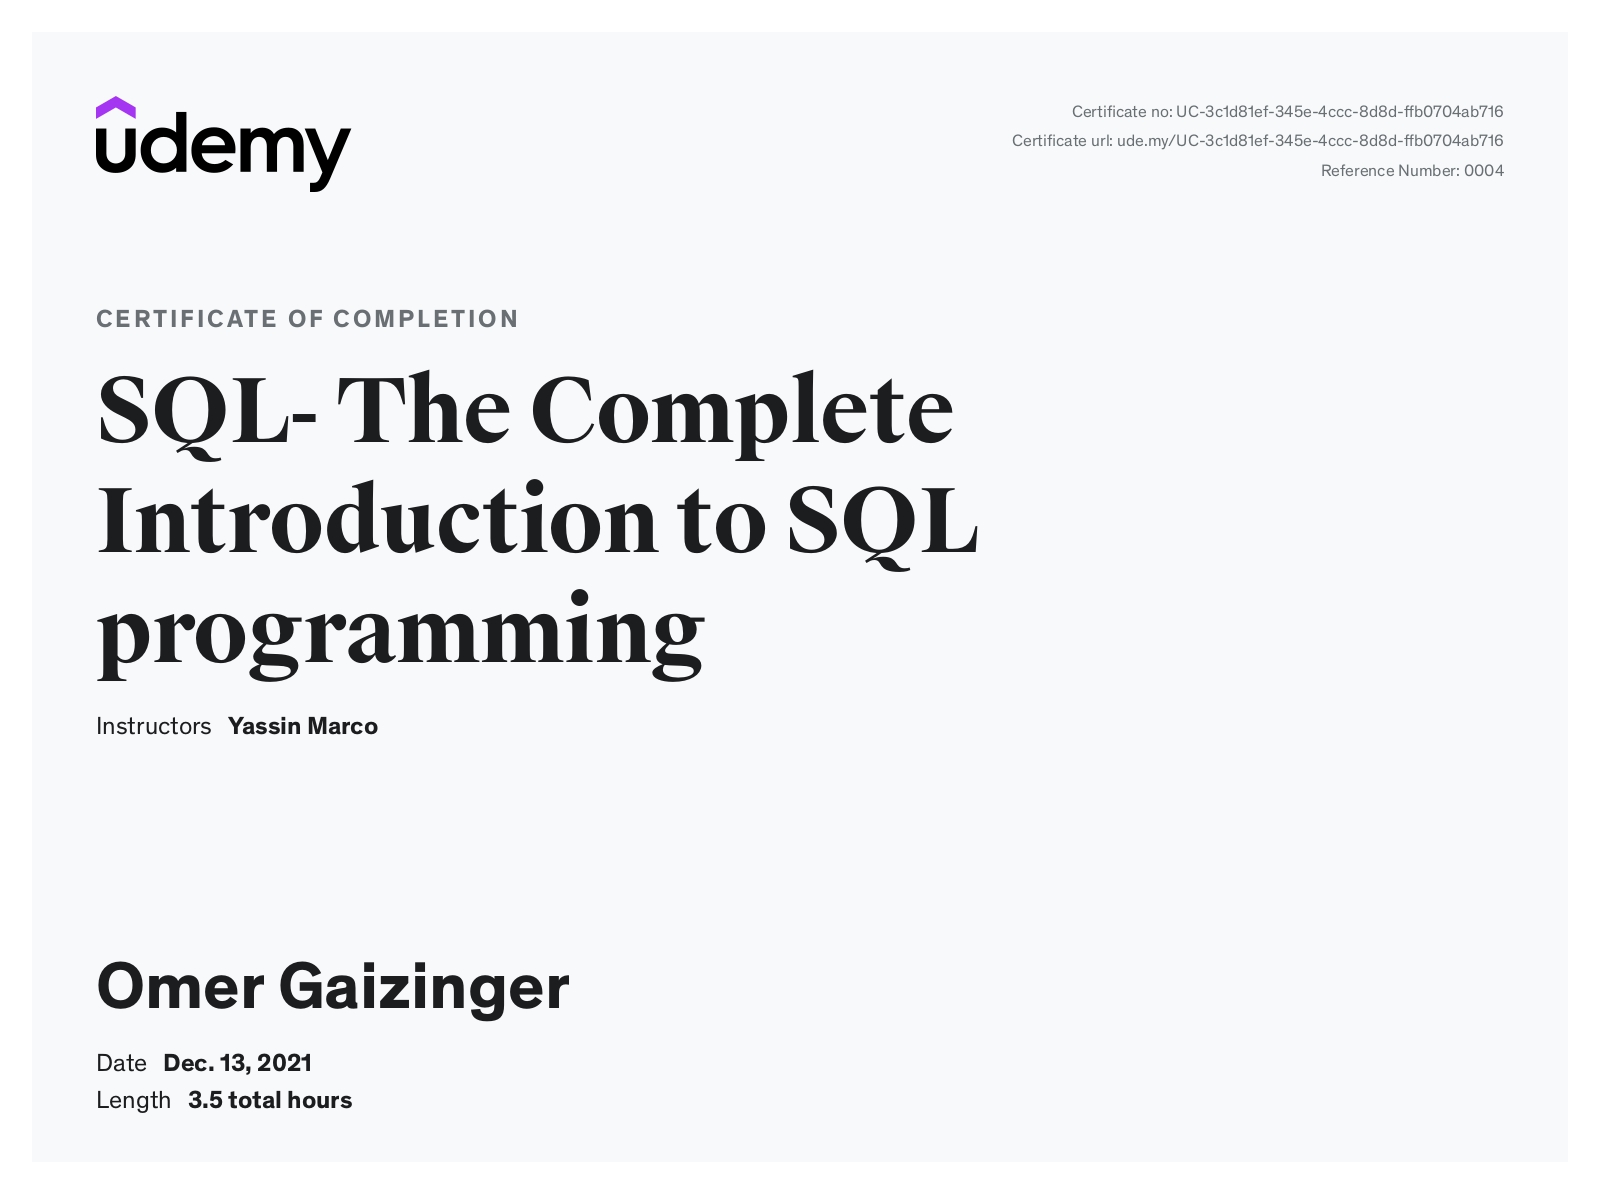 udemy
Certificate no: UC-3c1d81ef-345e-4ccc-8d8d-ffb0704ab716
Certificate url: ude.my/UC-3c1d81ef-345e-4ccc-8d8d-ffb0704ab716
Reference Number: 0004
CERTIFICATE OF COMPLETION
SQL- The Complete
Introduction to SQL
programming
Instructors Yassin Marco
Omer Gaizinger
Date Dec. 13, 2021
Length 3.5 total hours